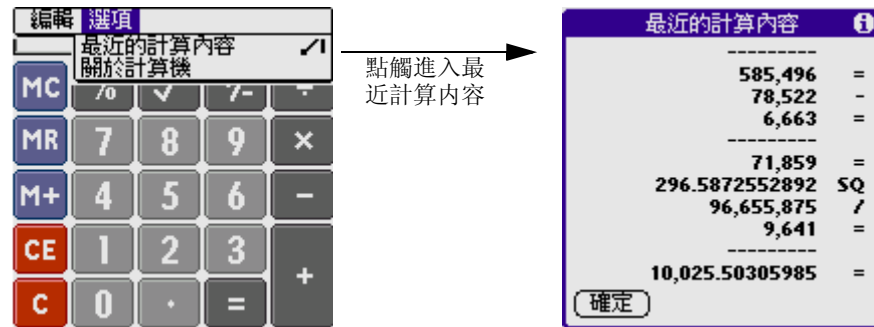 編輯 選項
最近的計算內容 ✓I
關於計算機
MC % √ +/- ÷
MR 7 8 9 ×
M+ 4 5 6 −
CE 1 2 3
C 0 · = +
點觸進入最
近計算内容
最近的計算內容 i
---------
585,496 =
78,522 -
6,663 =
---------
71,859 =
296.5872552892 SQ
96,655,875 /
9,641 =
---------
10,025.50305985 =
確定